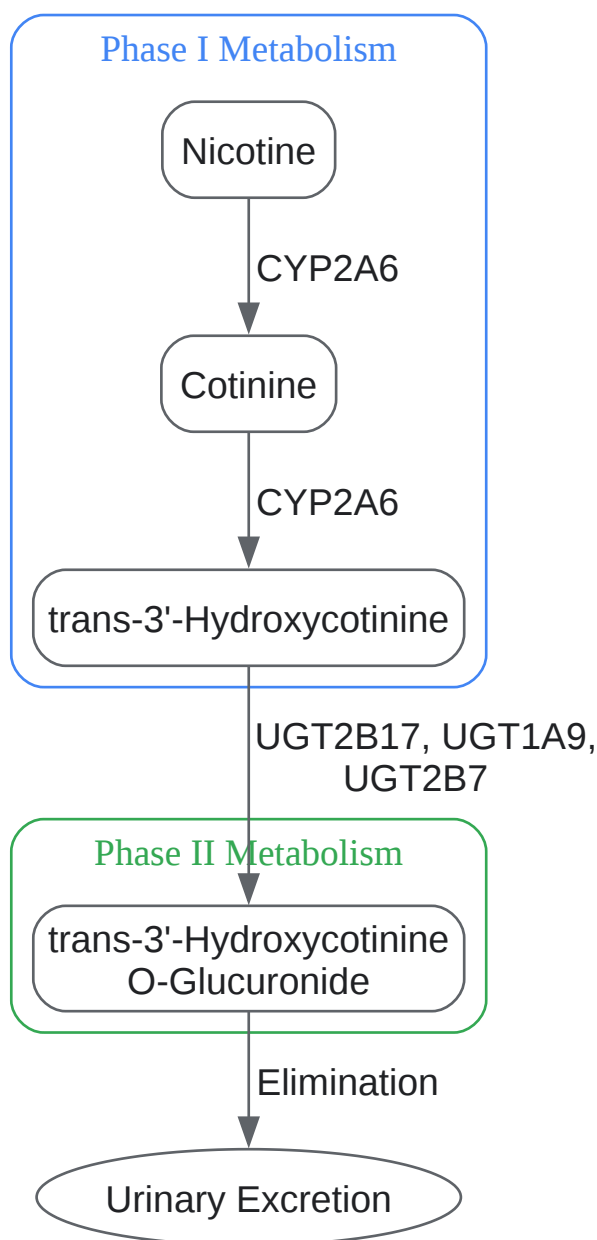 Phase I Metabolism
Nicotine
CYP2A6
Cotinine
CYP2A6
trans-3'-Hydroxycotinine
UGT2B17, UGT1A9,
UGT2B7
Phase II Metabolism
trans-3'-Hydroxycotinine
O-Glucuronide
Elimination
Urinary Excretion